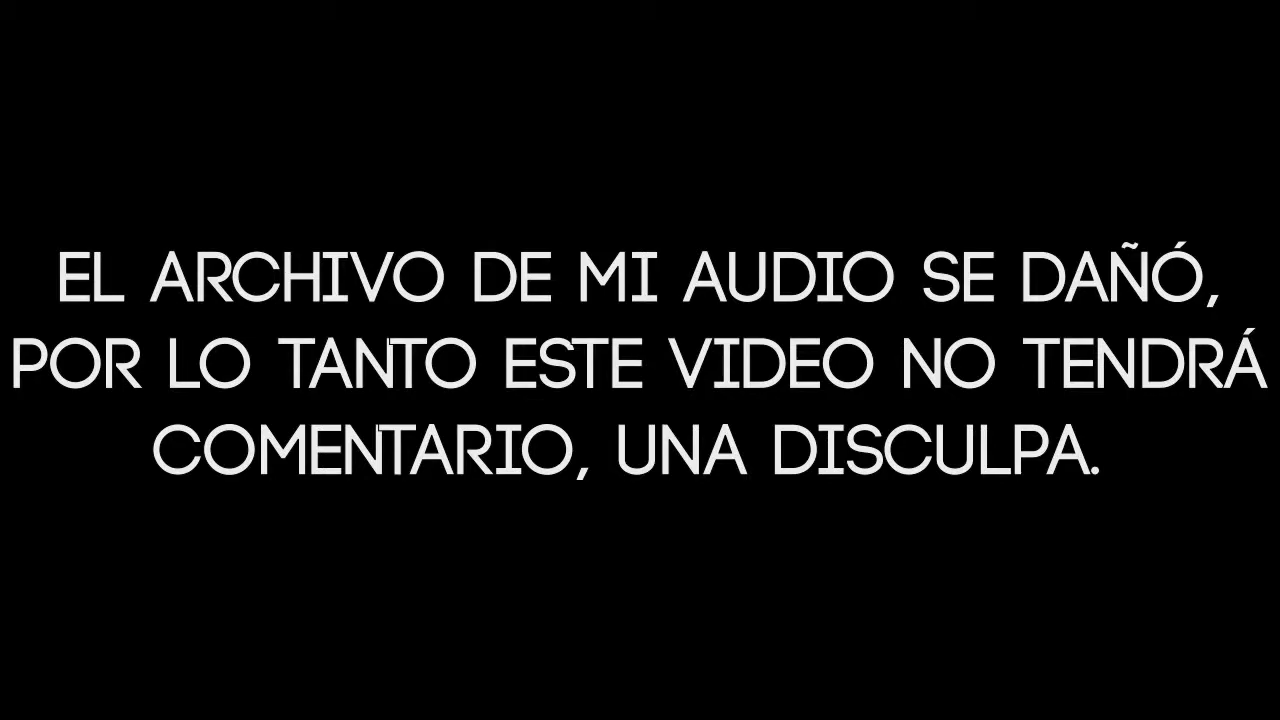 EL ARCHIVO DE MI AUDIO SE DAÑÓ,
POR LO TANTO ESTE VIDEO NO TENDRÁ
COMENTARIO, UNA DISCULPA.